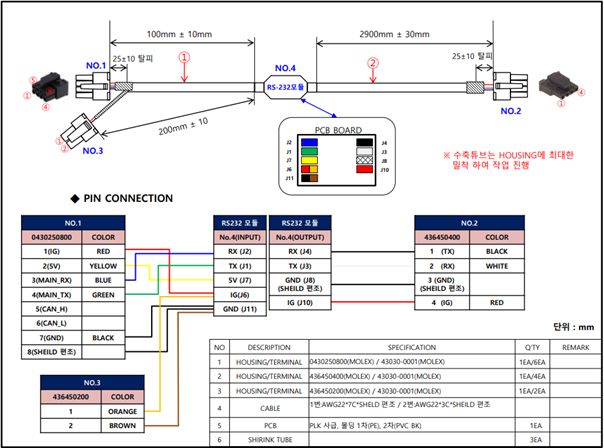 100mm ± 10mm
2900mm ± 30mm
25±10 탈피
25±10 탈피
NO.1
①
NO.4
②
RS-232모듈
⑤
①
④
NO.2
④
①
①
②
NO.3
200mm ± 10
PCB BOARD
J2
J4
J1
J3
J7
J8
J6
J10
J11
※ 수축튜브는 HOUSING에 최대한
밀착 하여 작업 진행
◆ PIN CONNECTION
NO.1
0430250800(MOLEX) COLOR
1(IG) RED
2(5V) YELLOW
3(MAIN_RX) BLUE
4(MAIN_TX) GREEN
5(CAN_H)
6(CAN_L)
7(GND) BLACK
8(SHEILD 편조)
RS232 모듈 RS232 모듈
No.4(INPUT) No.4(OUTPUT)
RX (J2) RX (J4)
TX (J1) TX (J3)
5V (J7) GND (J8)
(SHEILD 편조)
IG(J6) IG (J10)
GND (J11)
NO.2
436450400 COLOR
1 (TX) BLACK
2 (RX) WHITE
3 (GND)
(SHEILD 편조)
4 (IG) RED
NO.3
436450200 COLOR
1 ORANGE
2 BROWN
단위 : mm
NO DESCRIPTION SPECIFICATION Q'TY REMARK
1 HOUSING/TERMINAL 0430250800(MOLEX) / 43030-0001(MOLEX) 1EA/6EA
2 HOUSING/TERMINAL 436450400(MOLEX) / 43030-0001(MOLEX) 1EA/4EA
3 HOUSING/TERMINAL 436450200(MOLEX) / 43030-0001(MOLEX) 1EA/2EA
4 CABLE 1번:AWG22*7C*SHELD 편조 / 2번:AWG22*3C*SHEILD 편조
5 PCB PLK 사급, 몰딩 1차(PE), 2차(PVC BK) 1EA
6 SHIRINK TUBE 3EA